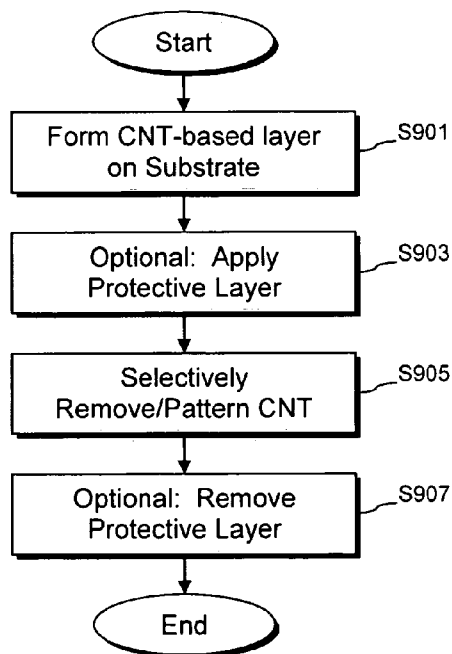 Start
Form CNT-based layer
on Substrate
S901
Optional: Apply
Protective Layer
S903
Selectively
Remove/Pattern CNT
S905
Optional: Remove
Protective Layer
S907
End